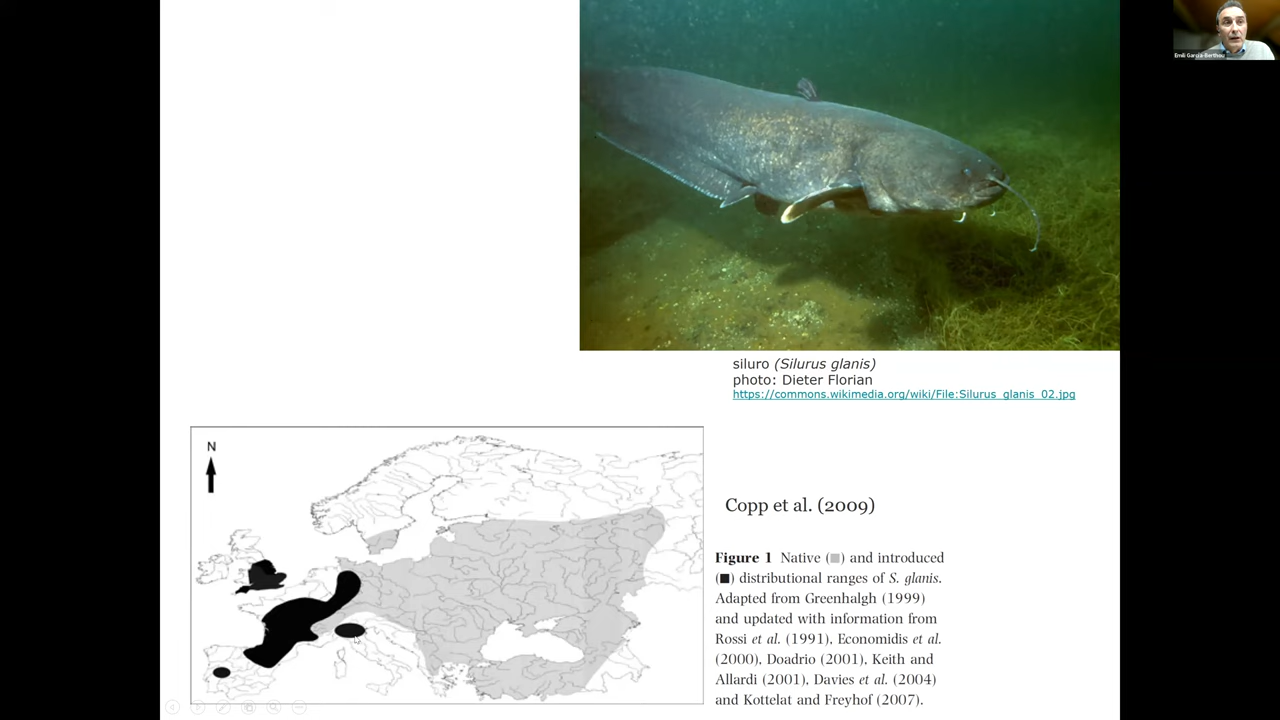 Emili García-Berthou
siluro (Silurus glanis)
photo: Dieter Florian
https://commons.wikimedia.org/wiki/File:Silurus_glanis_02.jpg
N
Copp et al. (2009)
Figure 1 Native (■) and introduced
(■) distributional ranges of S. glanis.
Adapted from Greenhalgh (1999)
and updated with information from
Rossi et al. (1991), Economidis et al.
(2000), Doadrio (2001), Keith and
Allardi (2001), Davies et al. (2004)
and Kottelat and Freyhof (2007).